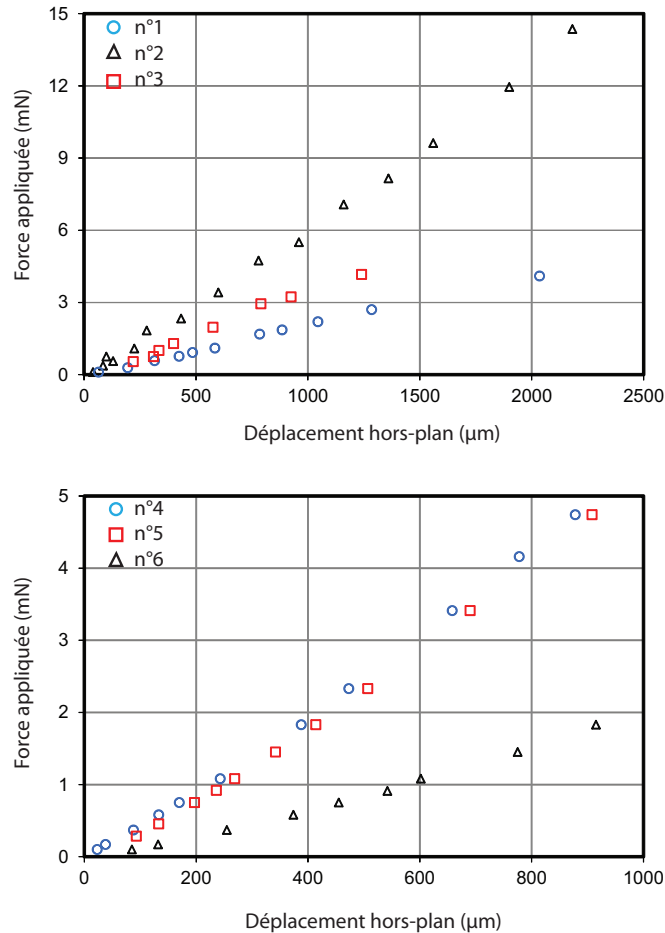 15
12
9
6
3
0
Force appliquée (mN)
n°1
n°2
n°3
0
500
1000
1500
2000
2500
Déplacement hors-plan (µm)
5
4
3
2
1
0
Force appliquée (mN)
n°4
n°5
n°6
0
200
400
600
800
1000
Déplacement hors-plan (µm)